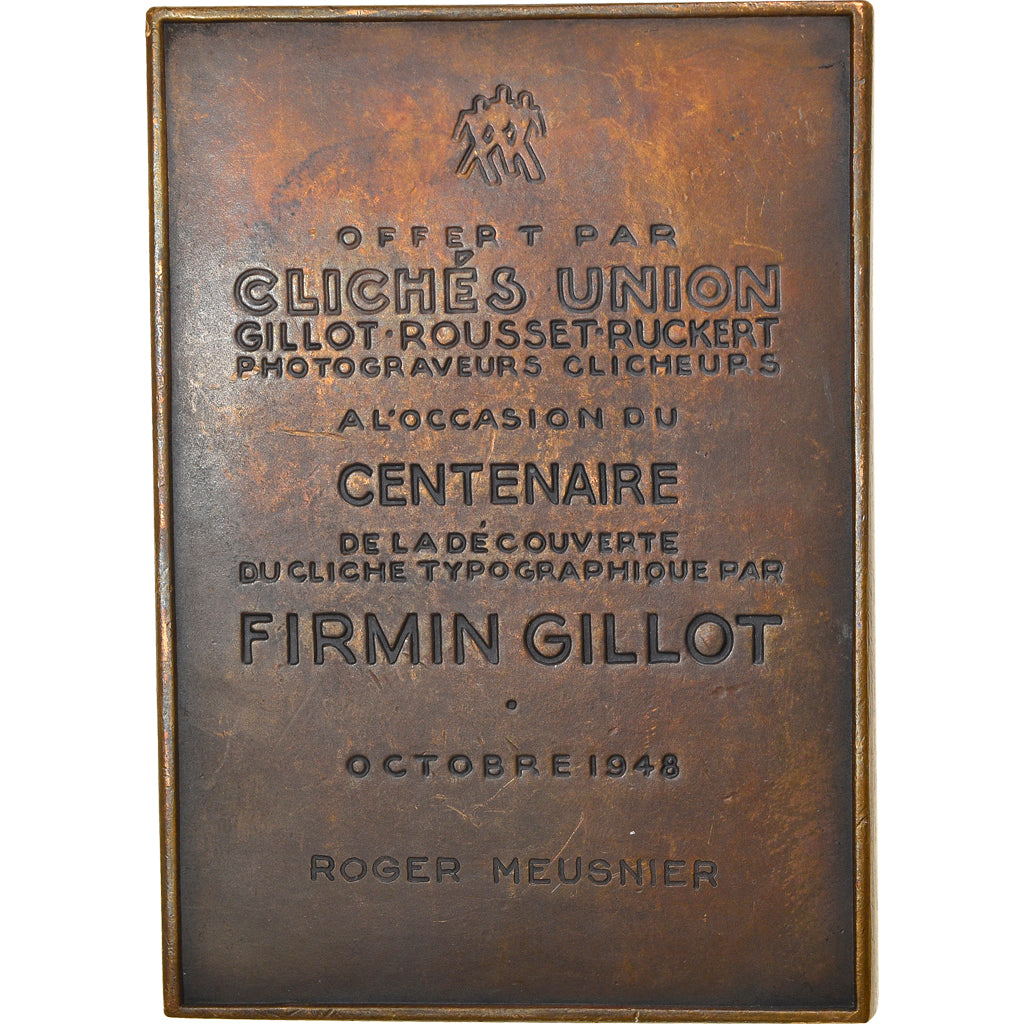 OFFERT PAR
CLICHÉS UNION
GILLOT·ROUSSET·RUCKERT
PHOTOGRAVEURS CLICHEURS
A L'OCCASION DU
CENTENAIRE
DE LA DÉCOUVERTE
DU CLICHE TYPOGRAPHIQUE PAR
FIRMIN GILLOT
.
OCTOBRE 1948
ROGER MEUSNIER